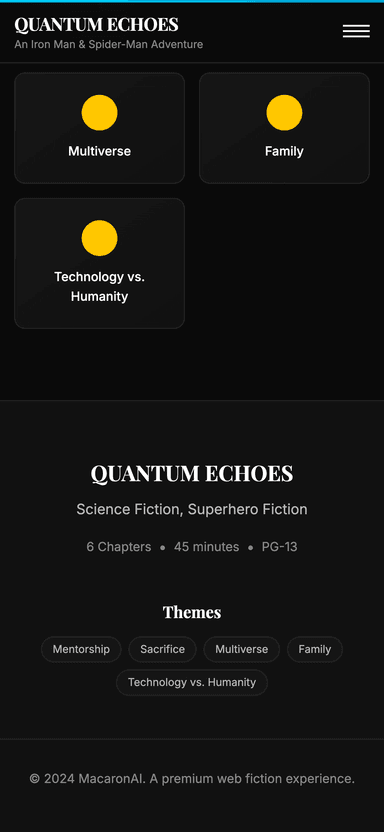 QUANTUM ECHOES
An Iron Man & Spider-Man Adventure
Multiverse
Family
Technology vs.
Humanity
QUANTUM ECHOES
Science Fiction, Superhero Fiction
6 Chapters • 45 minutes • PG-13
Themes
Mentorship
Sacrifice
Multiverse
Family
Technology vs. Humanity
© 2024 MacaronAI. A premium web fiction experience.